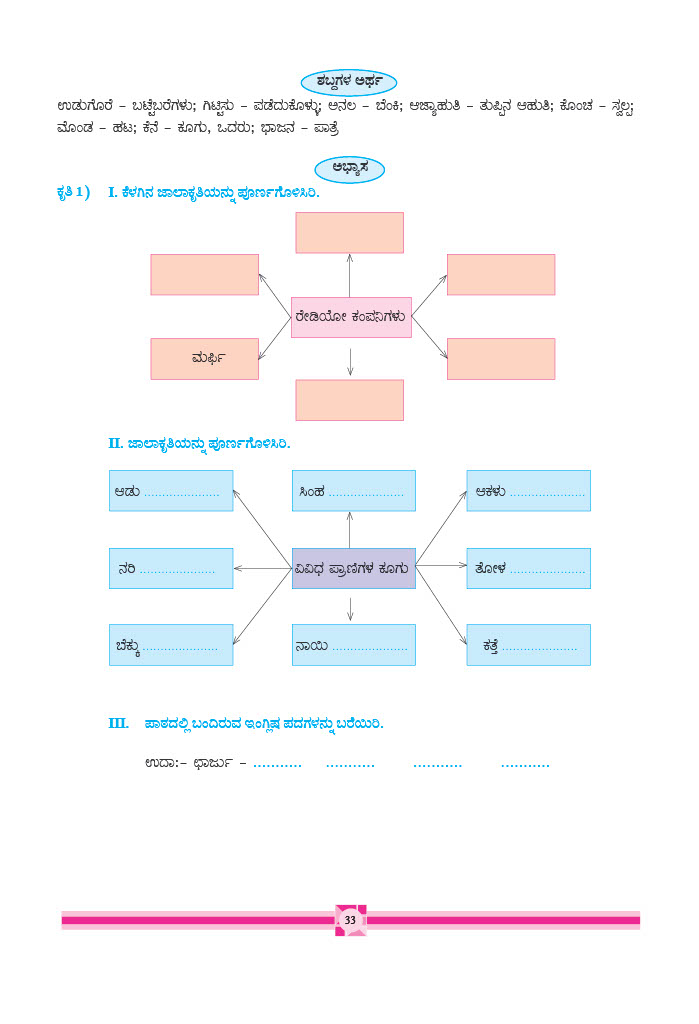 ಶಬ್ದಗಳ ಅರ್ಥ
ಉಡುಗೊರೆ – ಬಟ್ಟೆಬರೆಗಳು; ಗಿಟ್ಟಿಸು – ಪಡೆದುಕೊಳ್ಳು; ಅನಲ – ಬೆಂಕಿ; ಆಜ್ಯಾಹುತಿ – ತುಪ್ಪಿನ ಆಹುತಿ; ಕೊಂಚ – ಸ್ವಲ್ಪ;
ಮೊಂಡ – ಹಟ; ಕೆನೆ – ಕೂಗು, ಒದರು; ಭಾಜನ – ಪಾತ್ರೆ
ಅಭ್ಯಾಸ
ಕೃತಿ 1) I. ಕೆಳಗಿನ ಜಾಲಾಕೃತಿಯನ್ನು ಪೂರ್ಣಗೊಳಿಸಿರಿ.
ರೇಡಿಯೋ ಕಂಪನಿಗಳು
ಮರ್ಫಿ
II. ಜಾಲಾಕೃತಿಯನ್ನು ಪೂರ್ಣಗೊಳಿಸಿರಿ.
ಆಡು ..................... ಸಿಂಹ ..................... ಆಕಳು .....................
ನರಿ ..................... ವಿವಿಧ ಪ್ರಾಣಿಗಳ ಕೂಗು ತೋಳ .....................
ಬೆಕ್ಕು ..................... ನಾಯಿ ..................... ಕತ್ತೆ .....................
III. ಪಾಠದಲ್ಲಿ ಬಂದಿರುವ ಇಂಗ್ಲಿಷ ಪದಗಳನ್ನು ಬರೆಯಿರಿ.
ಉದಾ:– ಛಾರ್ಜು – ........... ........... ........... ...........
33